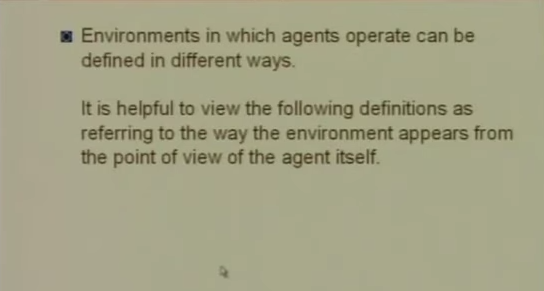 Environments in which agents operate can be
defined in different ways.
It is helpful to view the following definitions as
referring to the way the environment appears from
the point of view of the agent itself.